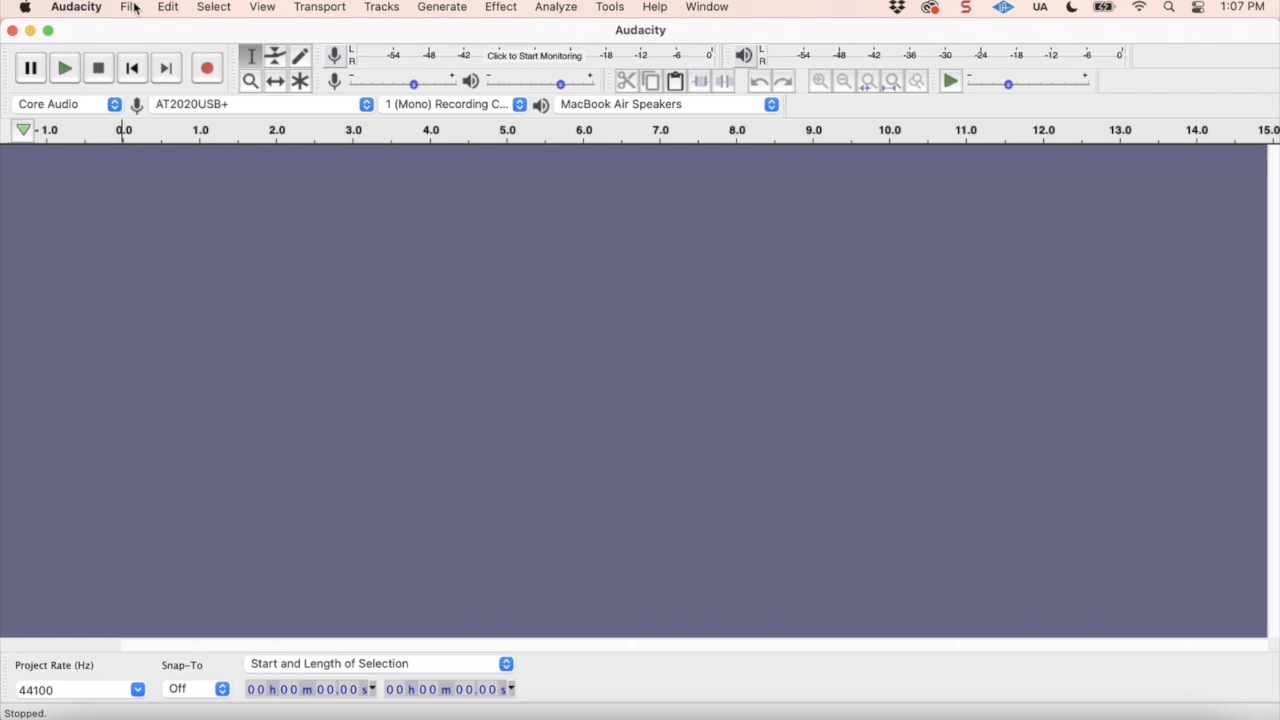 Audacity File Edit Select View Transport Tracks Generate Effect Analyze Tools Help Window UA 1:07 PM
Audacity
L R -54 -48 -42 Click to Start Monitoring -18 -12 -6 0 L R -54 -48 -42 -36 -30 -24 -18 -12 -6 0
- + - + - +
Core Audio AT2020USB+ 1 (Mono) Recording C... MacBook Air Speakers
- 1.0 0.0 1.0 2.0 3.0 4.0 5.0 6.0 7.0 8.0 9.0 10.0 11.0 12.0 13.0 14.0 15.0
Project Rate (Hz) Snap-To Start and Length of Selection
44100 Off 00 h 00 m 00.00 s 00 h 00 m 00.00 s
Stopped.